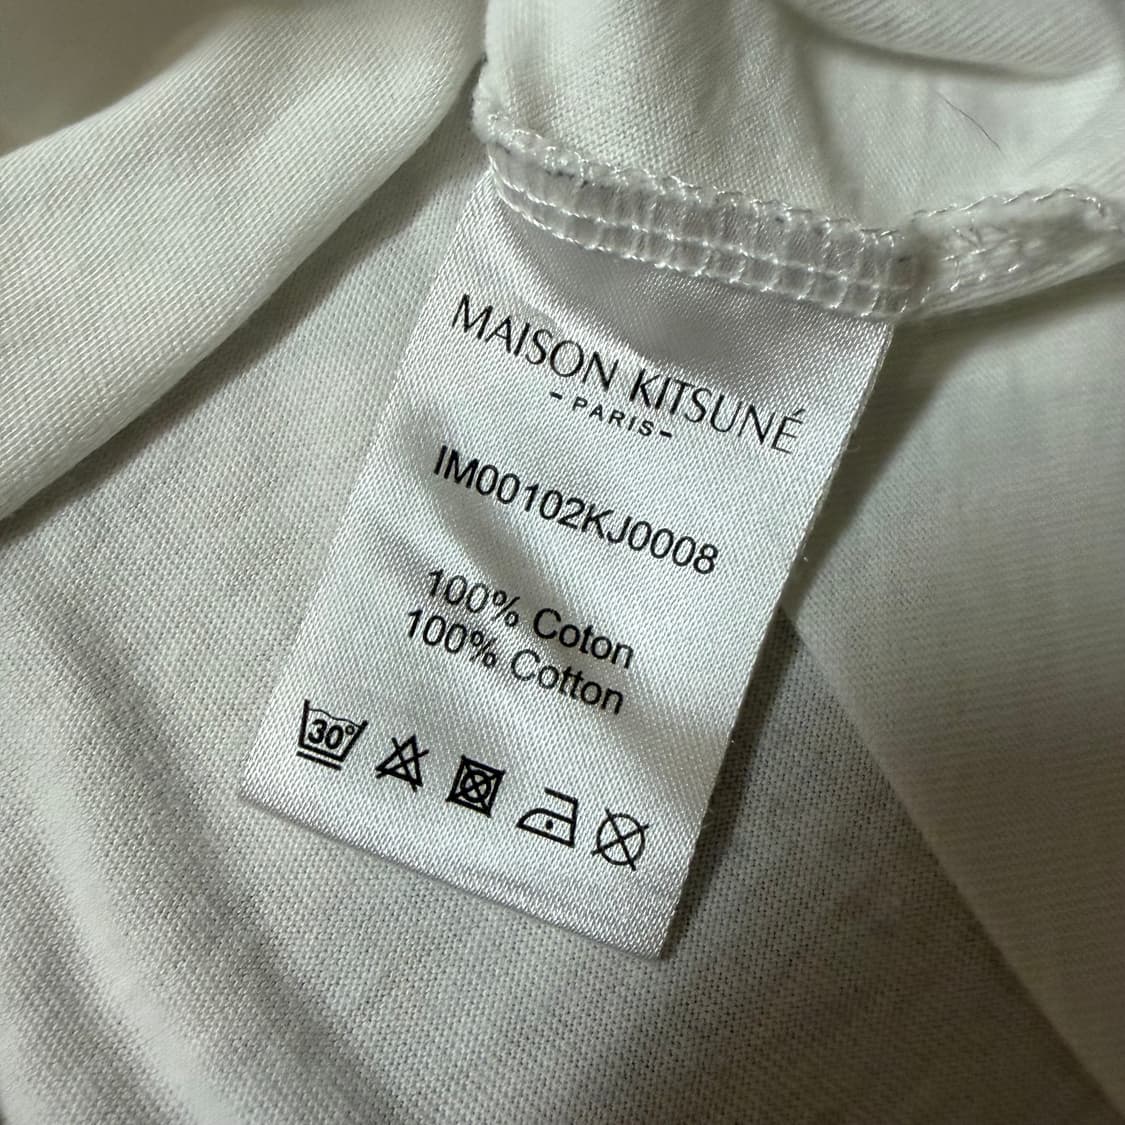 MAISON KITSUNÉ
-PARIS-
IM00102KJ0008
100% Coton
100% Cotton
30°